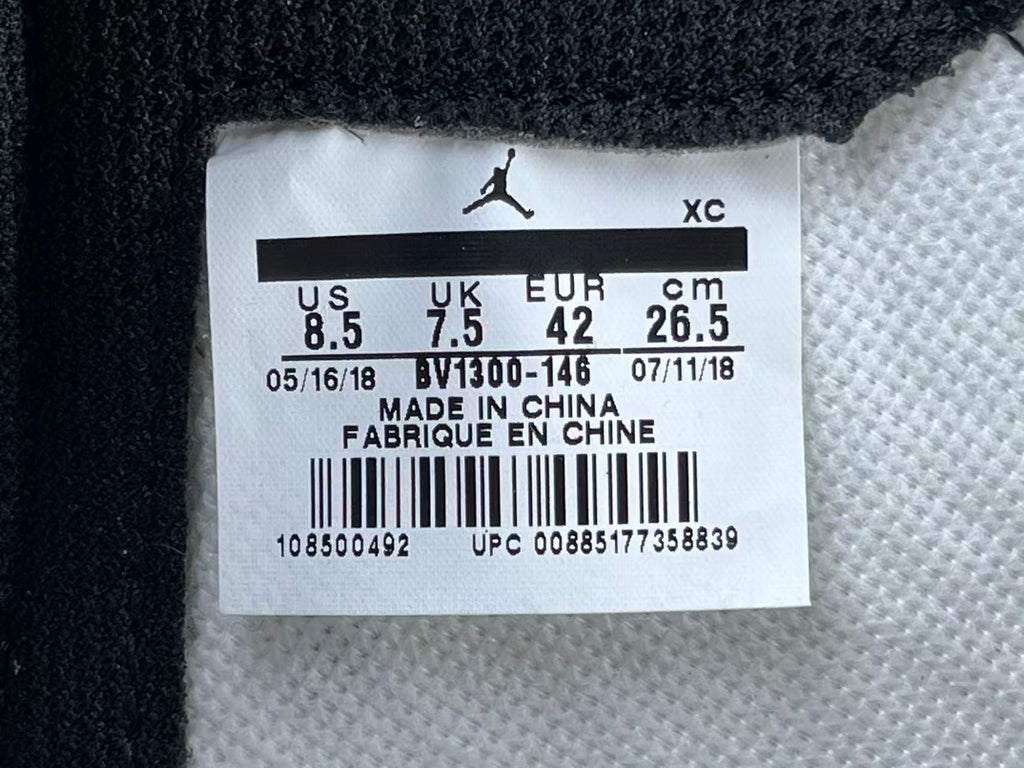 XC
US UK EUR cm
8.5 7.5 42 26.5
05/16/18 BV1300-146 07/11/18
MADE IN CHINA
FABRIQUE EN CHINE
108500492 UPC 00885177358839